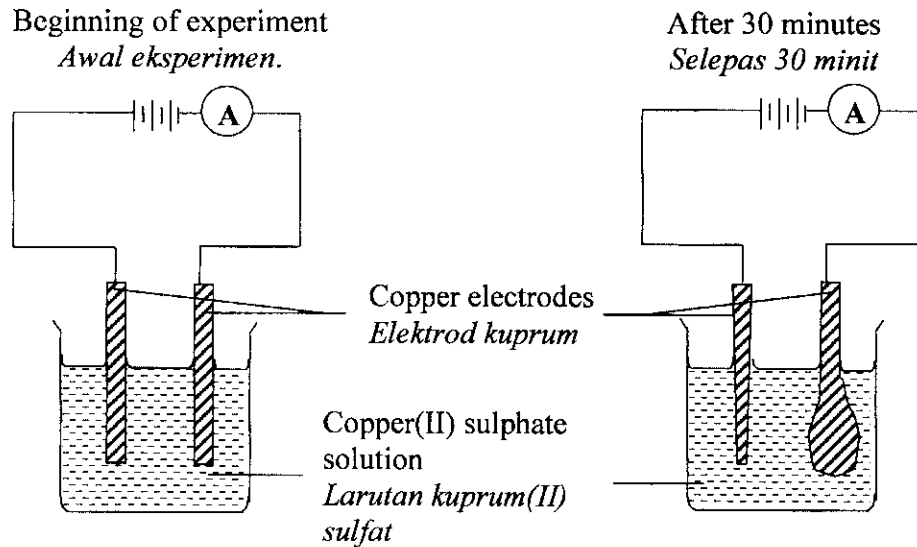 Beginning of experiment
Awal eksperimen.
After 30 minutes
Selepas 30 minit
A
A
Copper electrodes
Elektrod kuprum
Copper(II) sulphate
solution
Larutan kuprum(II)
sulfat